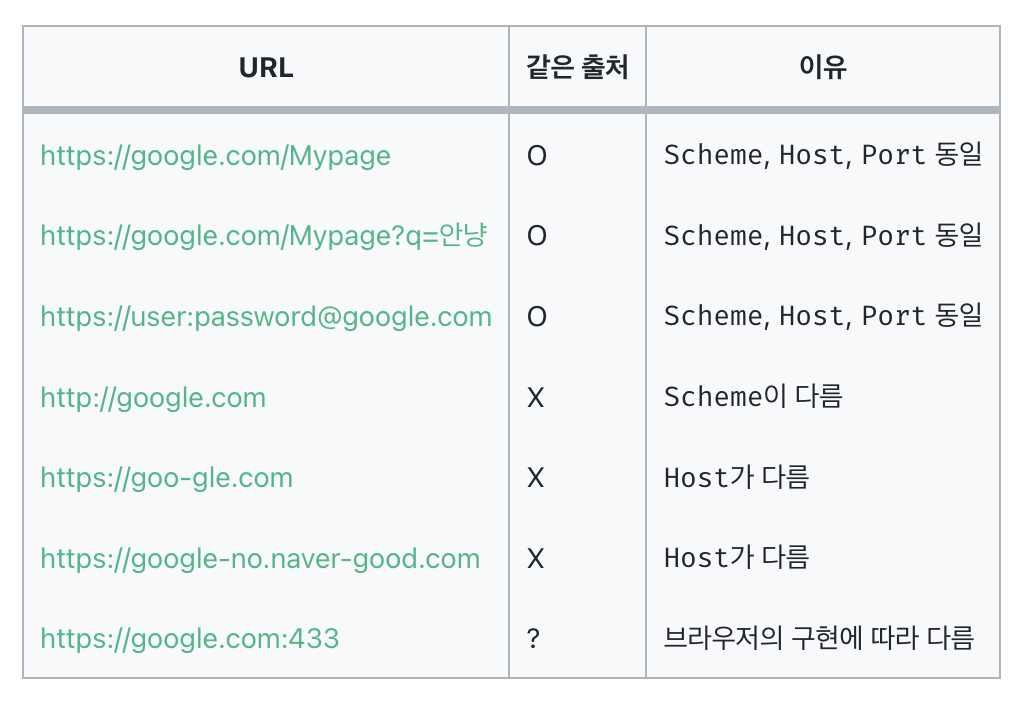 URL 같은 출처 이유
https://google.com/Mypage O Scheme, Host, Port 동일
https://google.com/Mypage?q=안냥 O Scheme, Host, Port 동일
https://user:password@google.com O Scheme, Host, Port 동일
http://google.com X Scheme이 다름
https://goo-gle.com X Host가 다름
https://google-no.naver-good.com X Host가 다름
https://google.com:433 ? 브라우저의 구현에 따라 다름